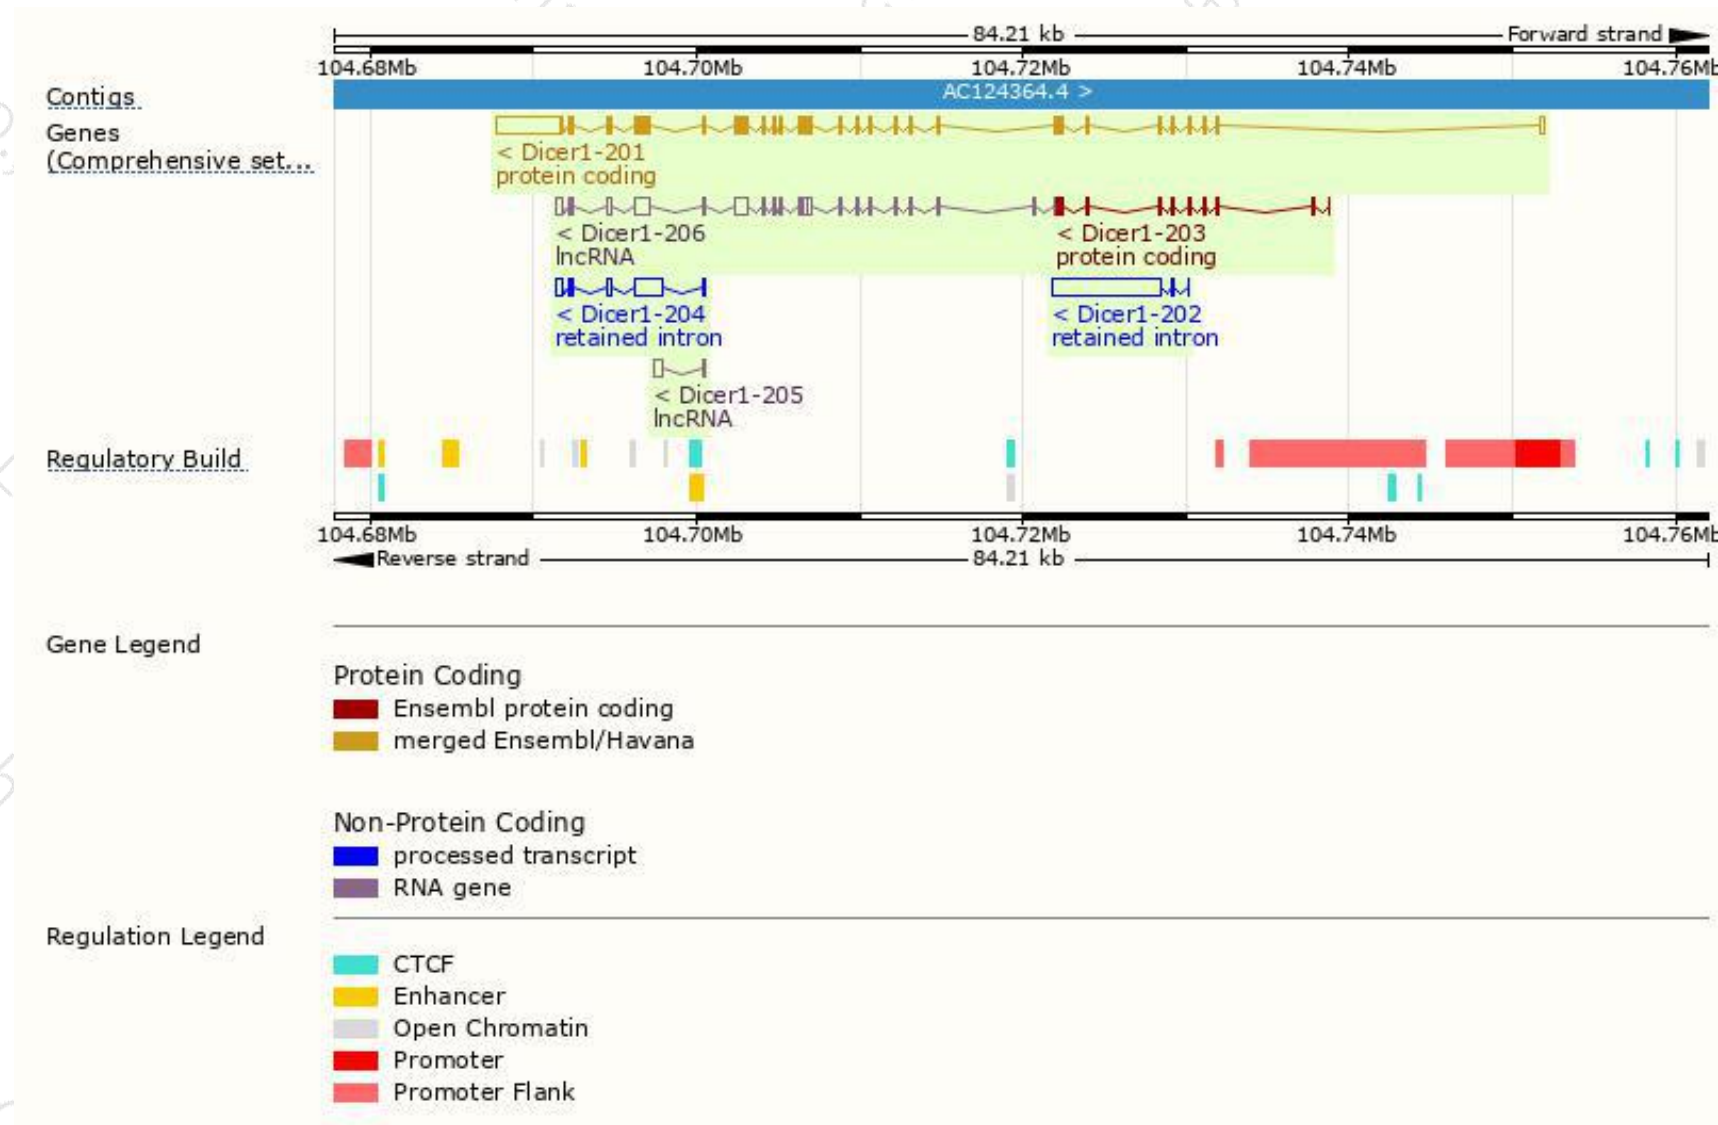 84.21 kb Forward strand
104.68Mb 104.70Mb 104.72Mb 104.74Mb 104.76Mb
Contigs AC124364.4 >
Genes
(Comprehensive set...
< Dicer1-201
protein coding
< Dicer1-206 < Dicer1-203
lncRNA protein coding
< Dicer1-204 < Dicer1-202
retained intron retained intron
< Dicer1-205
lncRNA
Regulatory Build
104.68Mb 104.70Mb 104.72Mb 104.74Mb 104.76Mb
Reverse strand 84.21 kb
Gene Legend
Protein Coding
Ensembl protein coding
merged Ensembl/Havana
Non-Protein Coding
processed transcript
RNA gene
Regulation Legend
CTCF
Enhancer
Open Chromatin
Promoter
Promoter Flank